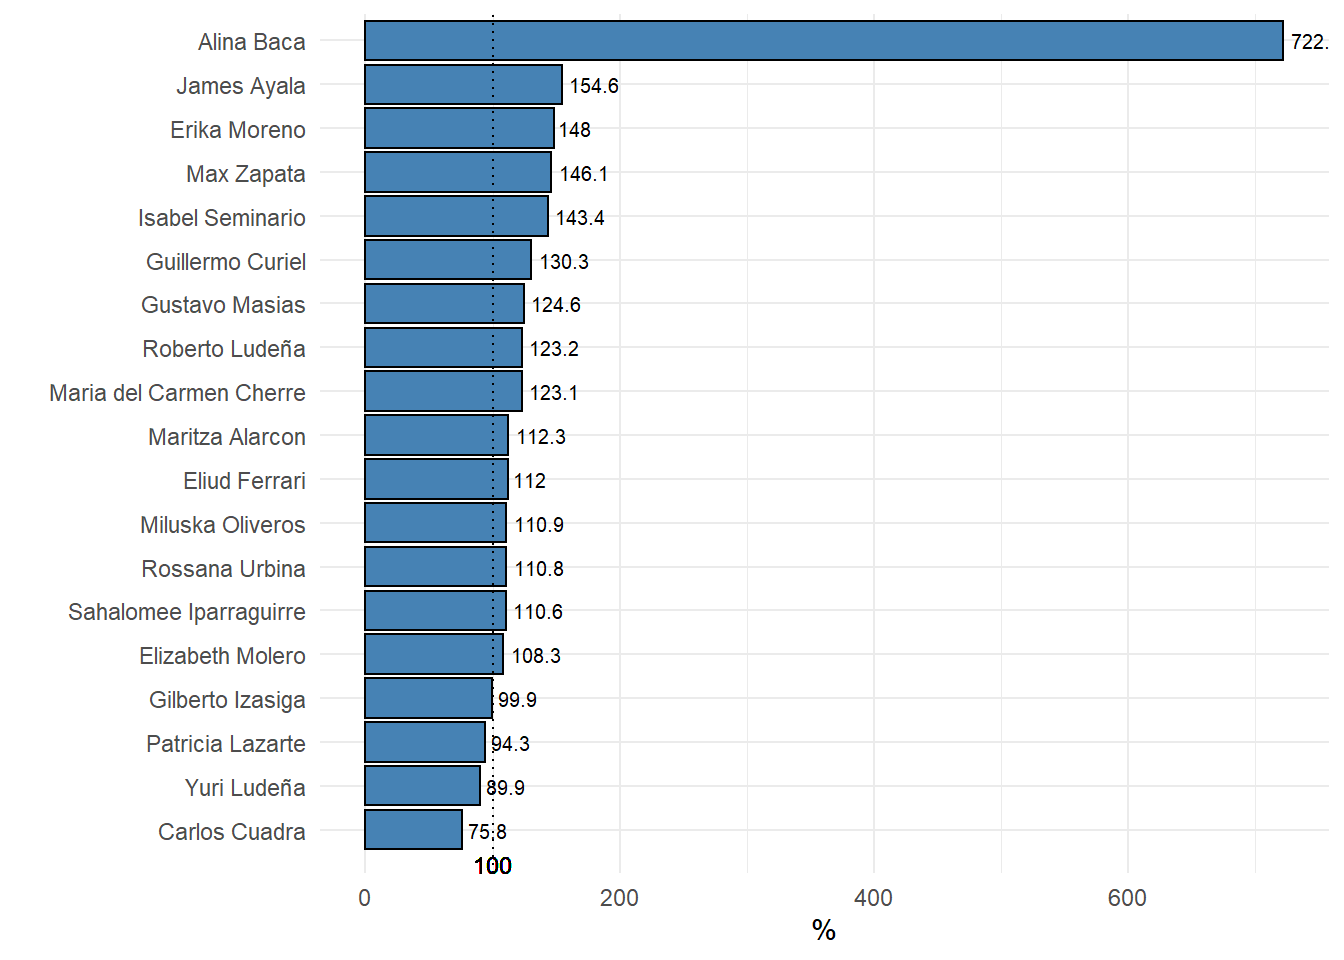 Alina Baca 722.
James Ayala 154.6
Erika Moreno 148
Max Zapata 146.1
Isabel Seminario 143.4
Guillermo Curiel 130.3
Gustavo Masias 124.6
Roberto Ludeña 123.2
Maria del Carmen Cherre 123.1
Maritza Alarcon 112.3
Eliud Ferrari 112
Miluska Oliveros 110.9
Rossana Urbina 110.8
Sahalomee Iparraguirre 110.6
Elizabeth Molero 108.3
Gilberto Izasiga 99.9
Patricia Lazarte 94.3
Yuri Ludeña 89.9
Carlos Cuadra 75.8
100
0 200 400 600
%